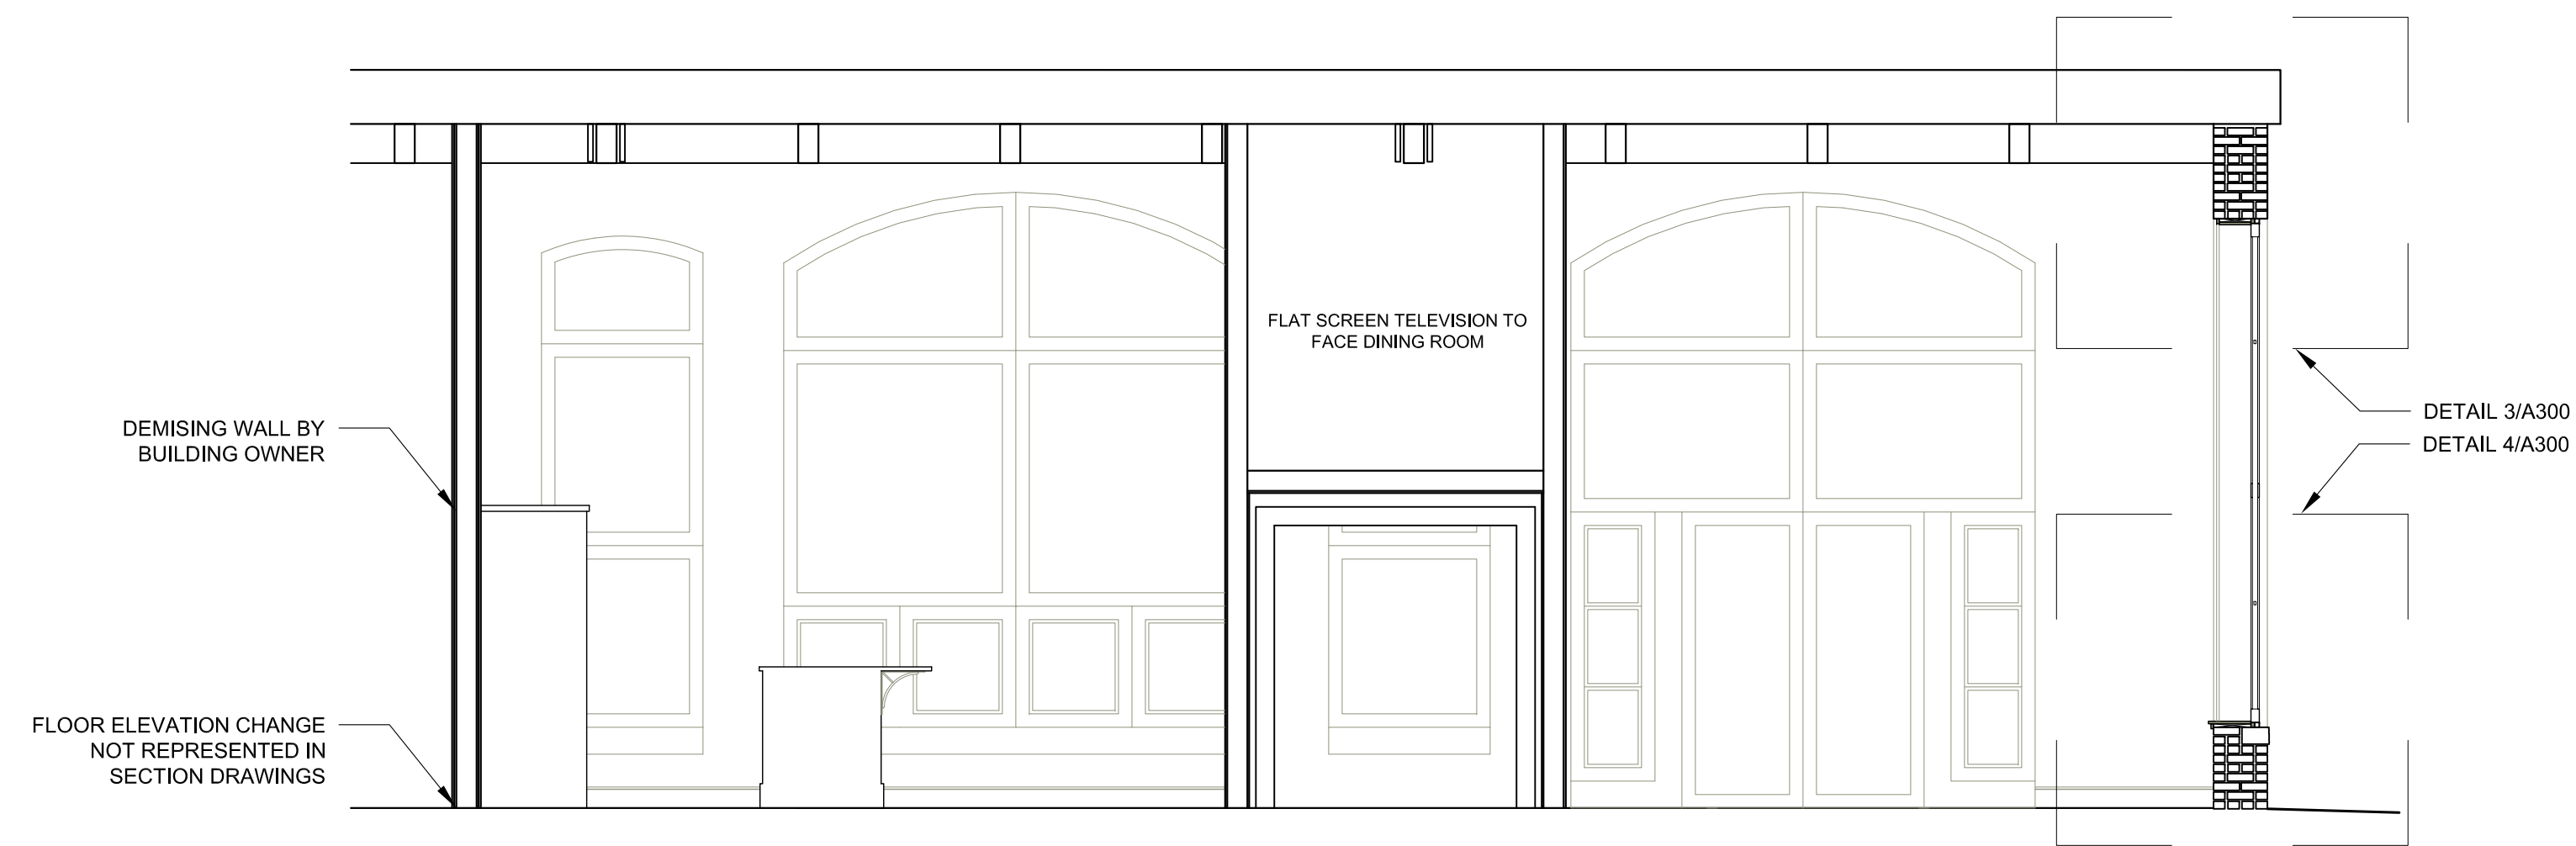 FLAT SCREEN TELEVISION TO
FACE DINING ROOM
DEMISING WALL BY
BUILDING OWNER
DETAIL 3/A300
DETAIL 4/A300
FLOOR ELEVATION CHANGE
NOT REPRESENTED IN
SECTION DRAWINGS